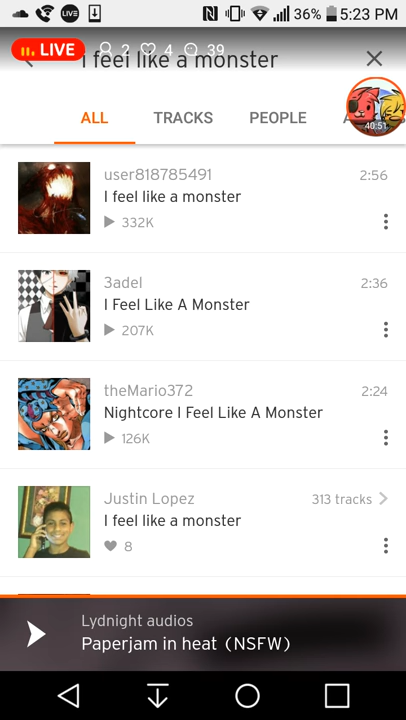 LIVE
36% 5:23 PM
LIVE 2 4 39
i feel like a monster
ALL TRACKS PEOPLE A
40:51
user818785491 2:56
I feel like a monster
332K
3adel 2:36
I Feel Like A Monster
207K
theMario372 2:24
Nightcore I Feel Like A Monster
126K
Justin Lopez 313 tracks
I feel like a monster
8
Lydnight audios
Paperjam in heat (NSFW)